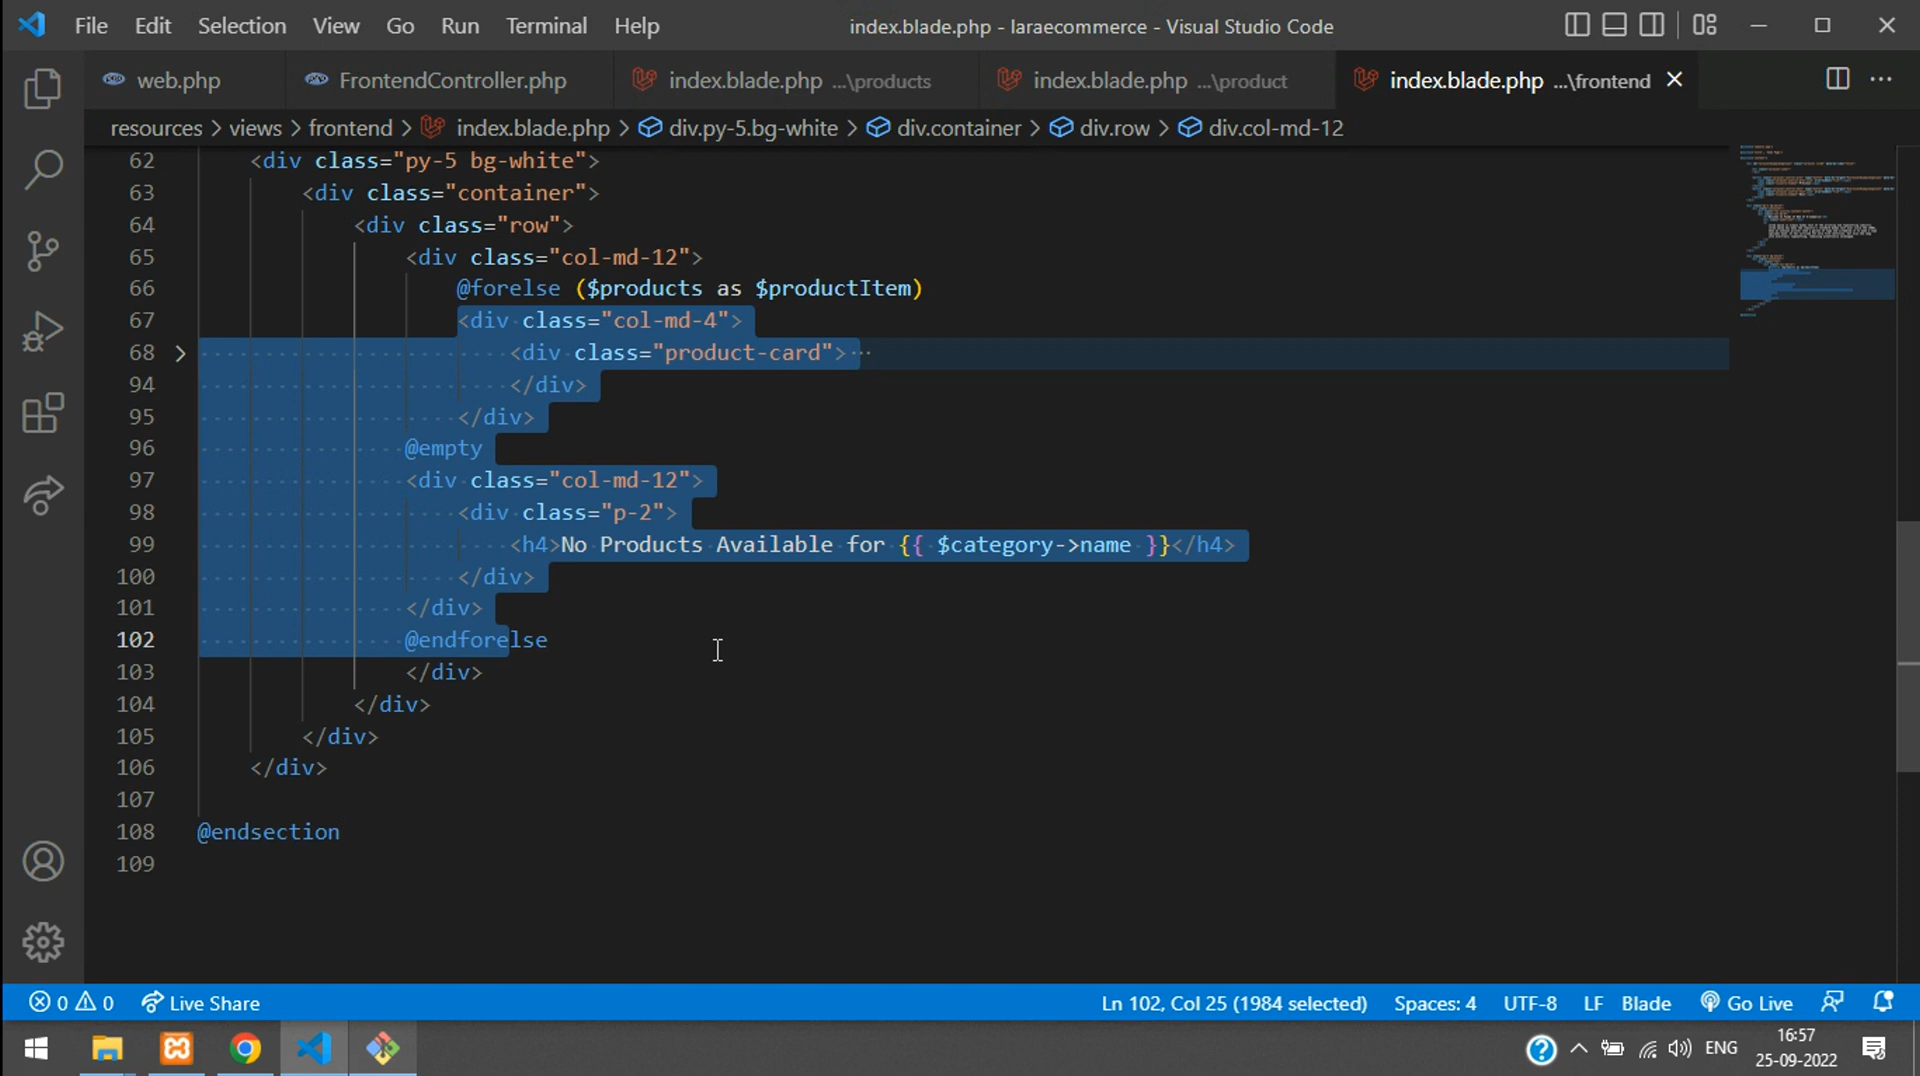 File Edit Selection View Go Run Terminal Help index.blade.php - laraecommerce - Visual Studio Code
web.php FrontendController.php index.blade.php ...\products index.blade.php ...\product index.blade.php ...\frontend
resources > views > frontend > index.blade.php > div.py-5.bg-white > div.container > div.row > div.col-md-12
62 <div class="py-5 bg-white">
63 <div class="container">
64 <div class="row">
65 <div class="col-md-12">
66 @forelse ($products as $productItem)
67 <div class="col-md-4">
68 <div class="product-card">...
94 </div>
95 </div>
96 @empty
97 <div class="col-md-12">
98 <div class="p-2">
99 <h4>No Products Available for {{ $category->name }}</h4>
100 </div>
101 </div>
102 @endforelse
103 </div>
104 </div>
105 </div>
106 </div>
107
108 @endsection
109
0 0 Live Share Ln 102, Col 25 (1984 selected) Spaces: 4 UTF-8 LF Blade Go Live
ENG 16:57
25-09-2022